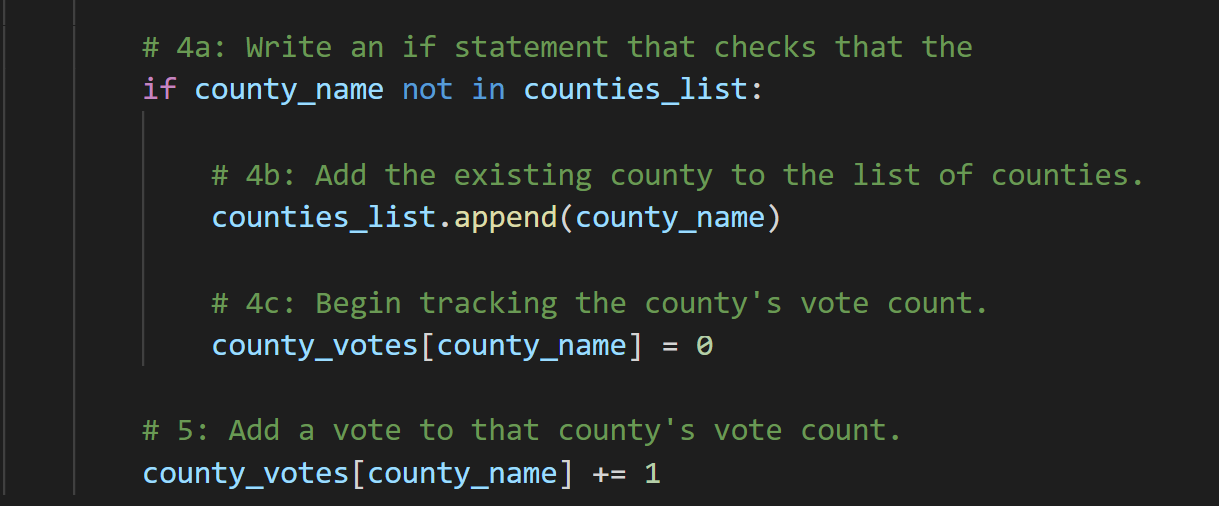 # 4a: Write an if statement that checks that the
if county_name not in counties_list:
# 4b: Add the existing county to the list of counties.
counties_list.append(county_name)
# 4c: Begin tracking the county's vote count.
county_votes[county_name] = 0
# 5: Add a vote to that county's vote count.
county_votes[county_name] += 1